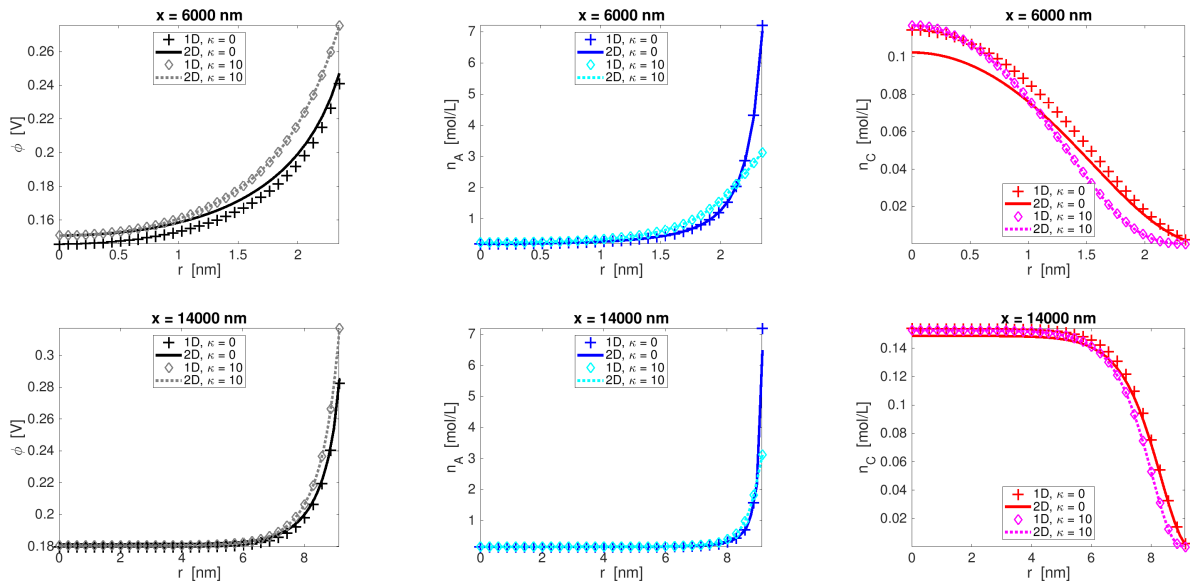 x = 6000 nm
0.26
0.24
0.22
0.2
0.18
0.16
ϕ [V]
1D, κ = 0
2D, κ = 0
1D, κ = 10
2D, κ = 10
0 0.5 1 1.5 2
r [nm]
x = 6000 nm
7
6
5
4
3
2
1
n_A [mol/L]
1D, κ = 0
2D, κ = 0
1D, κ = 10
2D, κ = 10
0 0.5 1 1.5 2
r [nm]
x = 6000 nm
0.1
0.08
0.06
0.04
0.02
n_C [mol/L]
1D, κ = 0
2D, κ = 0
1D, κ = 10
2D, κ = 10
0 0.5 1 1.5 2
r [nm]
x = 14000 nm
0.3
0.28
0.26
0.24
0.22
0.2
0.18
ϕ [V]
1D, κ = 0
2D, κ = 0
1D, κ = 10
2D, κ = 10
0 2 4 6 8
r [nm]
x = 14000 nm
7
6
5
4
3
2
1
n_A [mol/L]
1D, κ = 0
2D, κ = 0
1D, κ = 10
2D, κ = 10
0 2 4 6 8
r [nm]
x = 14000 nm
0.14
0.12
0.1
0.08
0.06
0.04
0.02
n_C [mol/L]
1D, κ = 0
2D, κ = 0
1D, κ = 10
2D, κ = 10
0 2 4 6 8
r [nm]